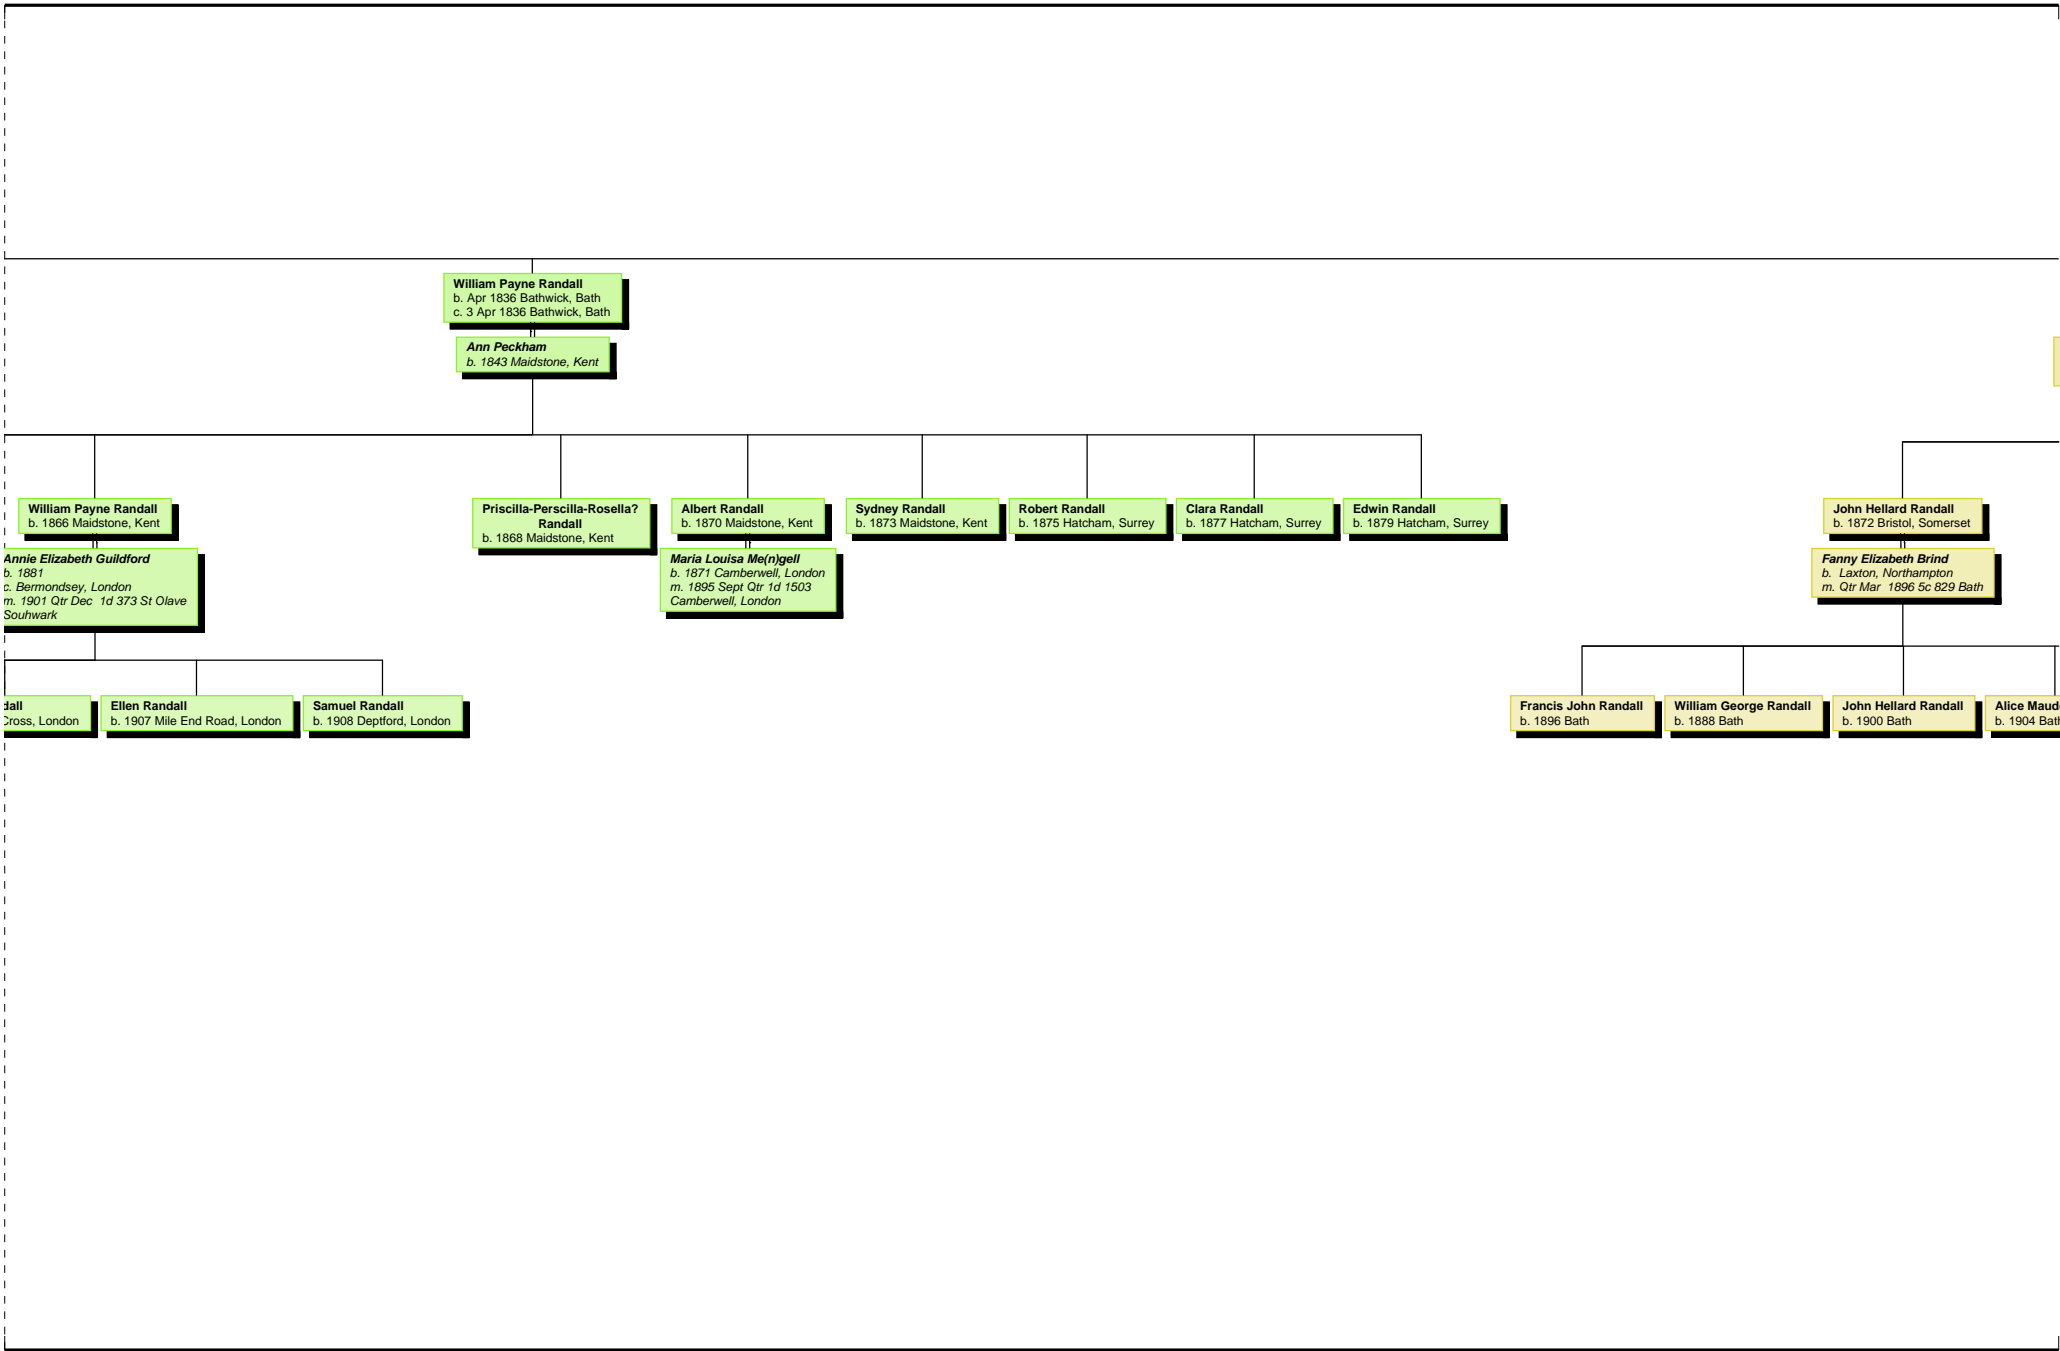 William Payne Randall
b. Apr 1836 Bathwick, Bath
c. 3 Apr 1836 Bathwick, Bath
Ann Peckham
b. 1843 Maidstone, Kent
William Payne Randall
b. 1866 Maidstone, Kent
Annie Elizabeth Guildford
b. 1881
c. Bermondsey, London
m. 1901 Qtr Dec 1d 373 St Olave
Souhwark
Priscilla-Perscilla-Rosella?
Randall
b. 1868 Maidstone, Kent
Albert Randall
b. 1870 Maidstone, Kent
Maria Louisa Me(n)gell
b. 1871 Camberwell, London
m. 1895 Sept Qtr 1d 1503
Camberwell, London
Sydney Randall
b. 1873 Maidstone, Kent
Robert Randall
b. 1875 Hatcham, Surrey
Clara Randall
b. 1877 Hatcham, Surrey
Edwin Randall
b. 1879 Hatcham, Surrey
John Hellard Randall
b. 1872 Bristol, Somerset
Fanny Elizabeth Brind
b. Laxton, Northampton
m. Qtr Mar 1896 5c 829 Bath
dall
Cross, London
Ellen Randall
b. 1907 Mile End Road, London
Samuel Randall
b. 1908 Deptford, London
Francis John Randall
b. 1896 Bath
William George Randall
b. 1888 Bath
John Hellard Randall
b. 1900 Bath
Alice Maud
b. 1904 Bath